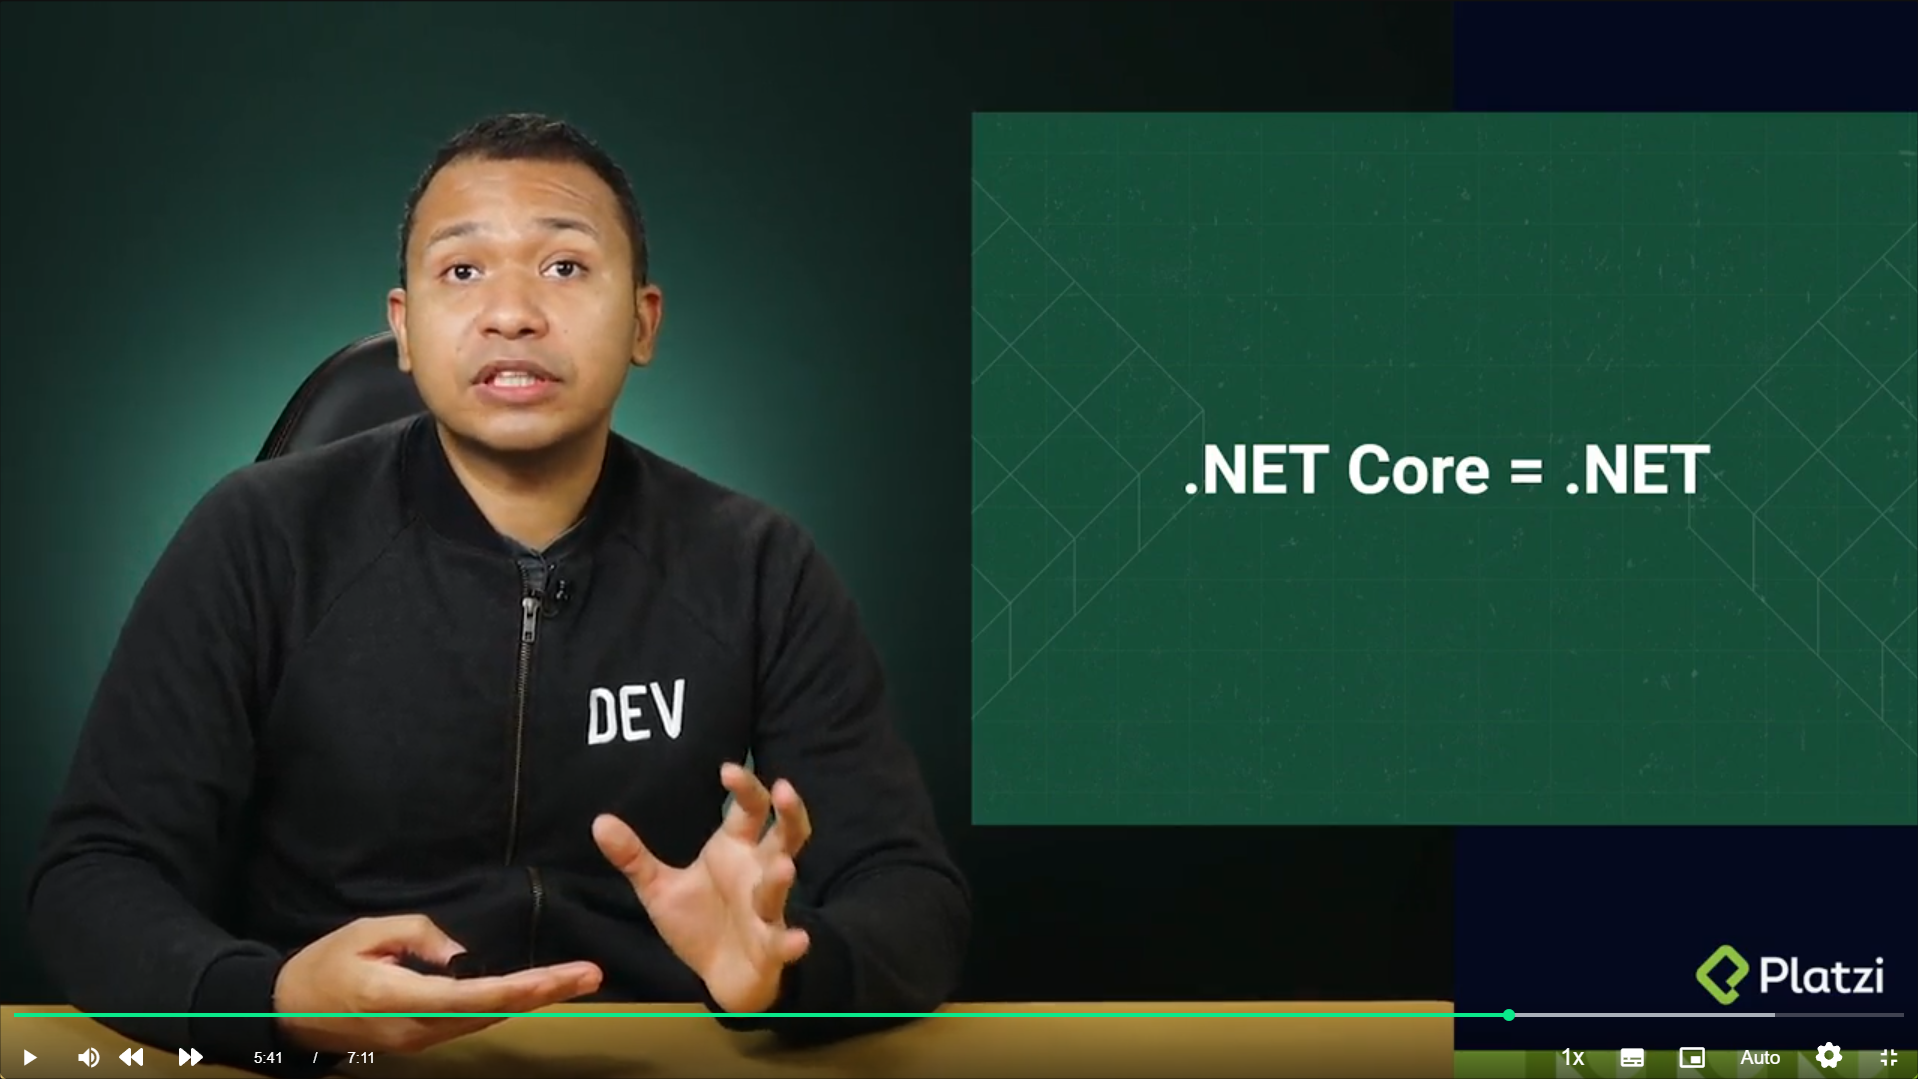 .NET Core = .NET
DEV
Platzi
5:41 / 7:11
1x
Auto